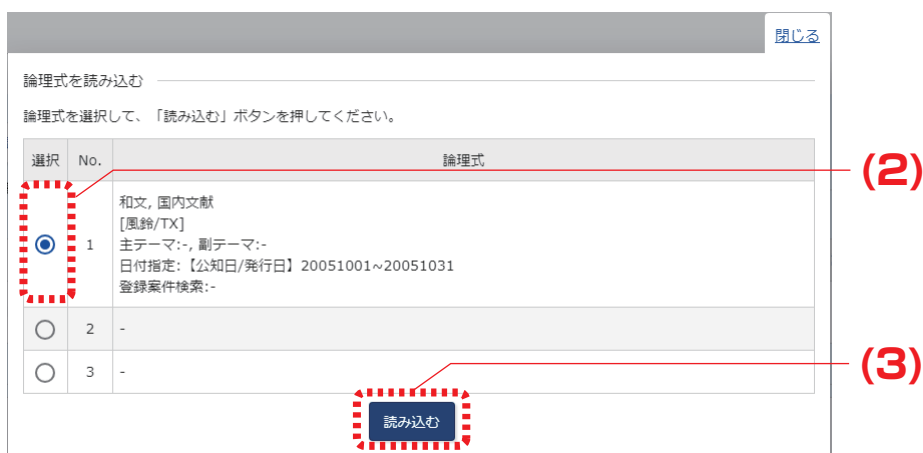 閉じる
論理式を読み込む
論理式を選択して、「読み込む」ボタンを押してください。
選択 No. 論理式
(2)
1
和文, 国内文献
[風鈴/TX]
主テーマ:-, 副テーマ:-
日付指定:【公知日/発行日】20051001~20051031
登録案件検索:-
2 -
3 -
(3)
読み込む